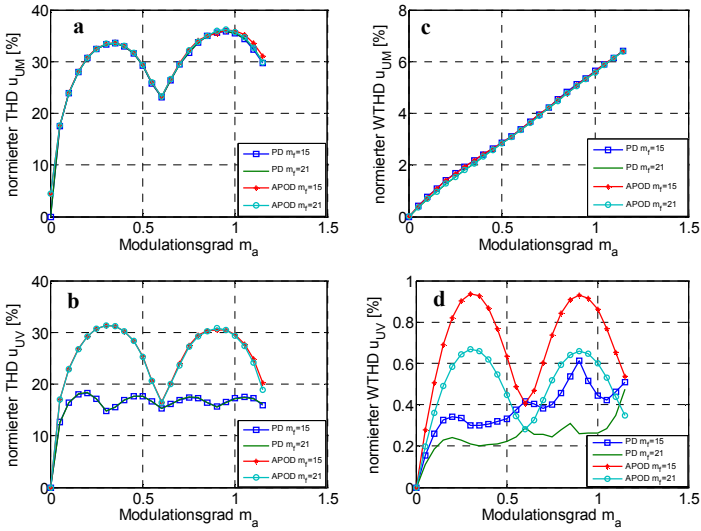 a
normierter THD u_UM [%]
40
30
20
10
0
0
0.5
1
1.5
Modulationsgrad m_a
PD m_f=15
PD m_f=21
APOD m_f=15
APOD m_f=21
c
normierter WTHD u_UM [%]
8
6
4
2
0
0
0.5
1
1.5
Modulationsgrad m_a
PD m_f=15
PD m_f=21
APOD m_f=15
APOD m_f=21
b
normierter THD u_UV [%]
40
30
20
10
0
0
0.5
1
1.5
Modulationsgrad m_a
PD m_f=15
PD m_f=21
APOD m_f=15
APOD m_f=21
d
normierter WTHD u_UV [%]
1
0.8
0.6
0.4
0.2
0
0
0.5
1
1.5
Modulationsgrad m_a
PD m_f=15
PD m_f=21
APOD m_f=15
APOD m_f=21